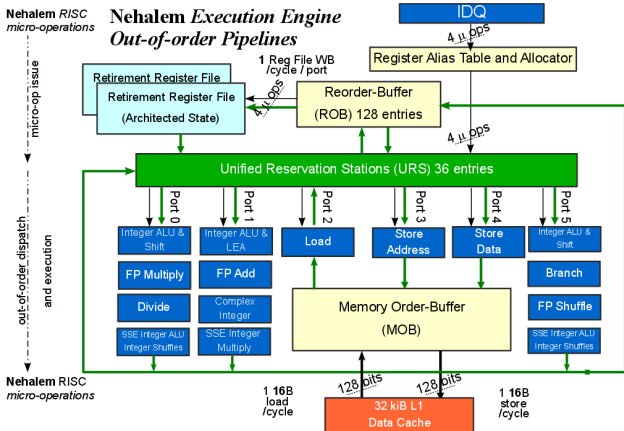 Nehalem RISC
micro-operations
Nehalem Execution Engine
Out-of-order Pipelines
IDQ
4 µ ops
Register Alias Table and Allocator
1 Reg File WB
/cycle / port
4 µ ops
Retirement Register File
Retirement Register File
(Architected State)
Reorder-Buffer
(ROB) 128 entries
4 µ ops
micro-op issue
Unified Reservation Stations (URS) 36 entries
Port 0
Port 1
Port 2
Port 3
Port 4
Port 5
Integer ALU &
Shift
Integer ALU &
LEA
Load
Store
Address
Store
Data
Integer ALU &
Shift
FP Multiply
FP Add
Branch
Divide
Complex
Integer
FP Shuffle
SSE Integer ALU
Integer Shuffles
SSE Integer
Multiply
SSE Integer ALU
Integer Shuffles
Memory Order-Buffer
(MOB)
out-of-order dispatch
and execution
Nehalem RISC
micro-operations
128 bits
128 bits
1 16B
load
/cycle
1 16B
store
/cycle
32 kiB L1
Data Cache